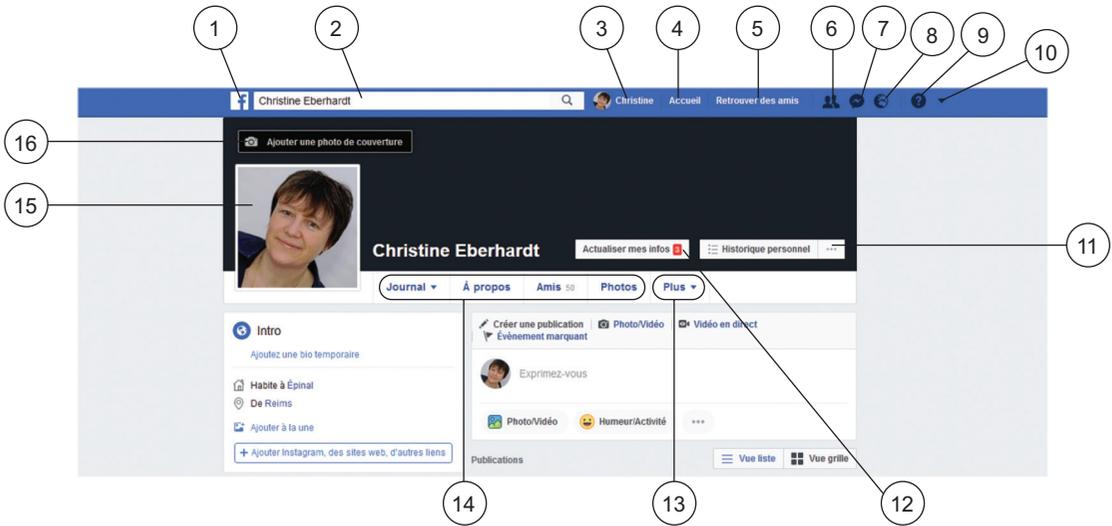 1 2 3 4 5 6 7 8 9 10
f Christine Eberhardt Christine Accueil Retrouver des amis ?
16 Ajouter une photo de couverture
15
Christine Eberhardt Actualiser mes infos 3 Historique personnel ... 11
Journal À propos Amis 50 Photos Plus
Intro
Ajoutez une bio temporaire
Habite à Épinal
De Reims
Ajouter à la une
+ Ajouter Instagram, des sites web, d'autres liens
Créer une publication Photo/Vidéo Vidéo en direct
Évènement marquant
Exprimez-vous
Photo/Vidéo Humeur/Activité ...
Publications Vue liste Vue grille
14 13 12